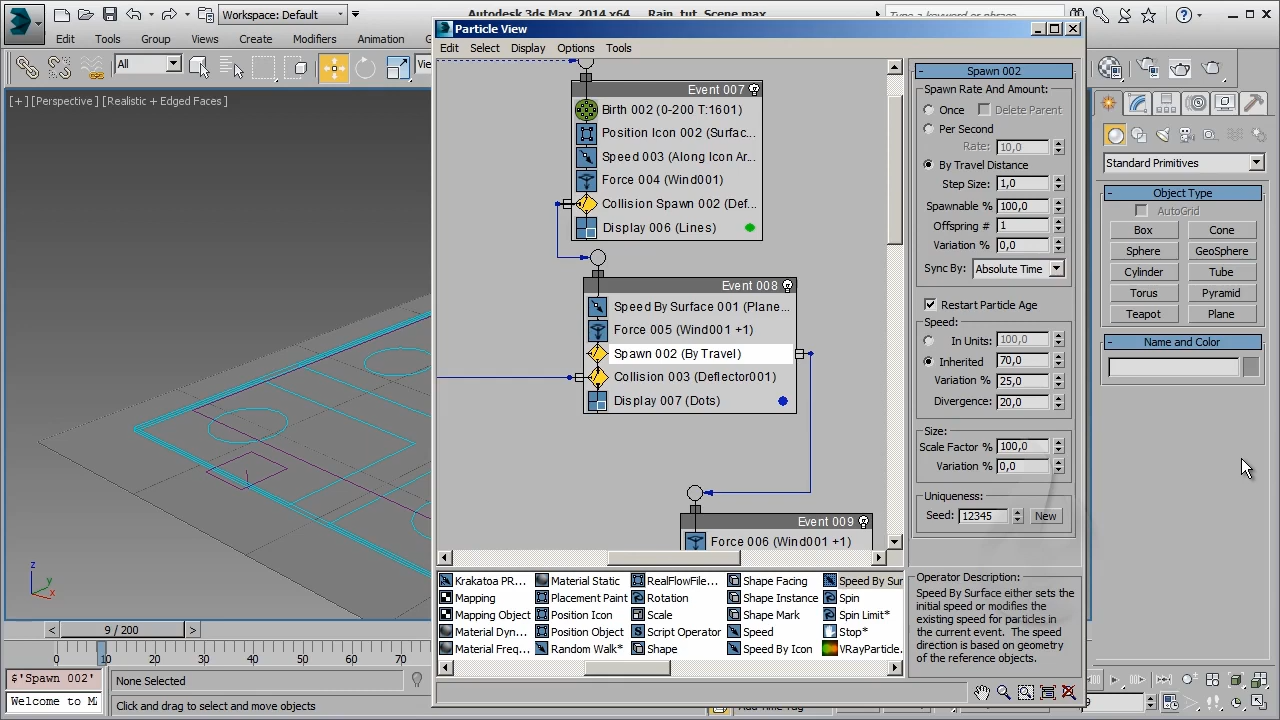 Workspace: Default
Autodesk 3ds Max 2014 x64 Rain_tut_Scene.max
Type a keyword or phrase
Edit Tools Group Views Modifiers Animation
All
[+] [Perspective] [Realistic + Edged Faces]
Particle View
Edit Select Display Options Tools
Event 007
Birth 002 (0-200 T:1601)
Position Icon 002 (Surfac...
Speed 003 (Along Icon Ar...
Force 004 (Wind001)
Collision Spawn 002 (Def...
Display 006 (Lines)
Event 008
Speed By Surface 001 (Plane...
Force 005 (Wind001 +1)
Spawn 002 (By Travel)
Collision 003 (Deflector001)
Display 007 (Dots)
Event 009
Force 006 (Wind001 +1)
- Spawn 002
Spawn Rate And Amount:
Once Delete Parent
Per Second
Rate: 10,0
By Travel Distance
Step Size: 1,0
Spawnable % 100,0
Offspring # 1
Variation % 0,0
Sync By: Absolute Time
Restart Particle Age
Speed:
In Units: 100,0
Inherited 70,0
Variation % 25,0
Divergence: 20,0
Size:
Scale Factor % 100,0
Variation % 0,0
Uniqueness:
Seed: 12345 New
Krakatoa PR... Material Static RealFlowFile... Shape Facing Speed By Sur
Mapping Placement Paint Rotation Shape Instance Spin
Mapping Object Position Icon Scale Shape Mark Spin Limit*
Material Dyn... Position Object Script Operator Speed Stop*
Material Freq... Random Walk* Shape Speed By Icon VRayParticle...
Operator Description:
Speed By Surface either sets the
initial speed or modifies the
existing speed for particles in
the current event. The speed
direction is based on geometry
of the reference objects.
Standard Primitives
- Object Type
AutoGrid
Box Cone
Sphere GeoSphere
Cylinder Tube
Torus Pyramid
Teapot Plane
- Name and Color
z
y
x
< 9 / 200 >
0 10 20 30 40 50 60 70
$'Spawn 002'
Welcome to M
None Selected
Click and drag to select and move objects
Add Time Tag